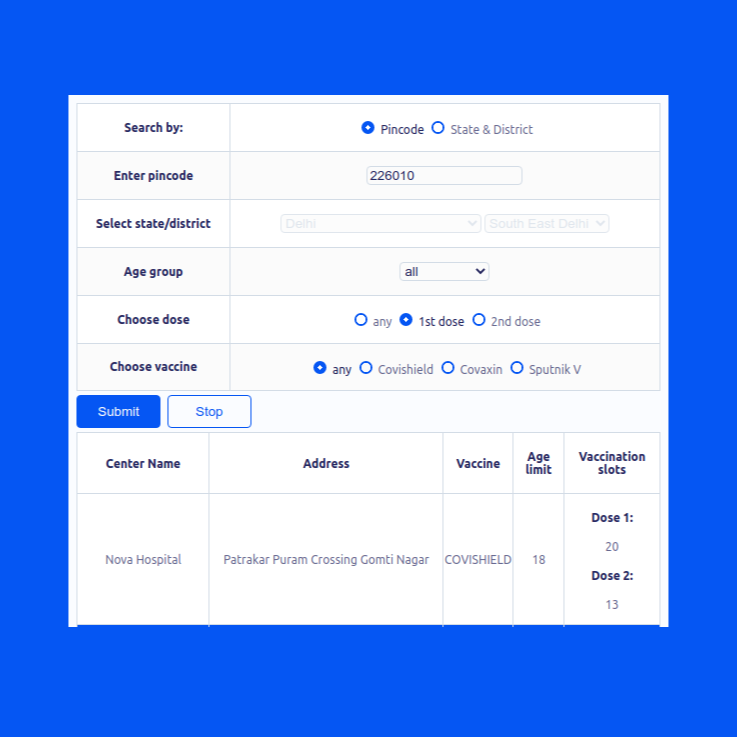 Search by: Pincode State & District
Enter pincode 226010
Select state/district Delhi South East Delhi
Age group all
Choose dose any 1st dose 2nd dose
Choose vaccine any Covishield Covaxin Sputnik V
Submit Stop
Center Name Address Vaccine Age limit Vaccination slots
Nova Hospital Patrakar Puram Crossing Gomti Nagar COVISHIELD 18 Dose 1:
20
Dose 2:
13